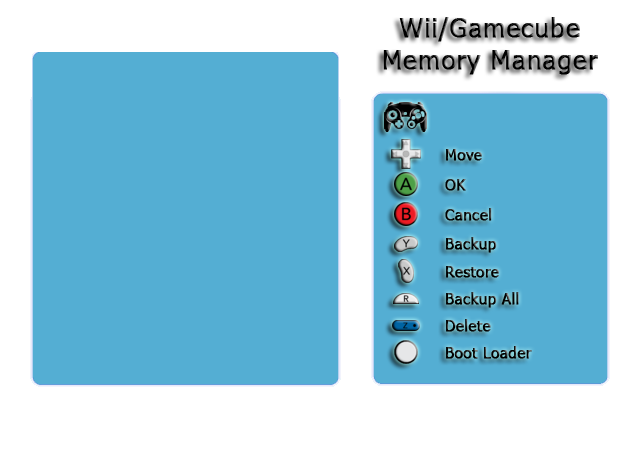 Wii/Gamecube
Memory Manager
Move
A OK
B Cancel
Y Backup
X Restore
R Backup All
Z Delete
Boot Loader